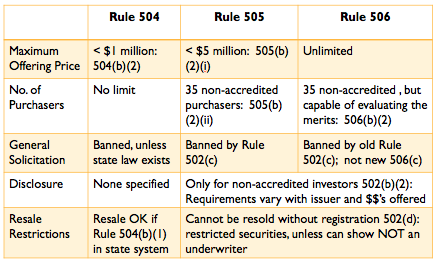 Rule 504 Rule 505 Rule 506
Maximum Offering Price
< $1 million: 504(b)(2)
< $5 million: 505(b)(2)(i)
Unlimited
No. of Purchasers
No limit
35 non-accredited purchasers: 505(b)(2)(ii)
35 non-accredited , but capable of evaluating the merits: 506(b)(2)
General Solicitation
Banned, unless state law exists
Banned by Rule 502(c)
Banned by old Rule 502(c); not new 506(c)
Disclosure
None specified
Only for non-accredited investors 502(b)(2): Requirements vary with issuer and $$'s offered
Resale Restrictions
Resale OK if Rule 504(b)(1) in state system
Cannot be resold without registration 502(d): restricted securities, unless can show NOT an underwriter